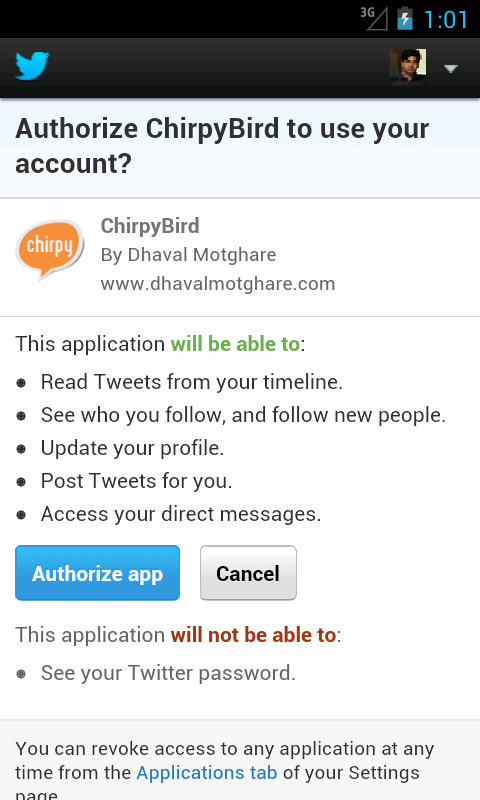 3G 1:01
Authorize ChirpyBird to use your
account?
chirpy
ChirpyBird
By Dhaval Motghare
www.dhavalmotghare.com
This application will be able to:
Read Tweets from your timeline.
See who you follow, and follow new people.
Update your profile.
Post Tweets for you.
Access your direct messages.
Authorize app Cancel
This application will not be able to:
See your Twitter password.
You can revoke access to any application at any
time from the Applications tab of your Settings
page.